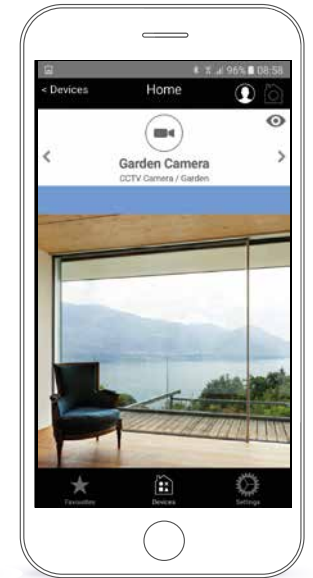 96% 08:58
< Devices Home
Garden Camera
CCTV Camera / Garden
Favourites Devices Settings